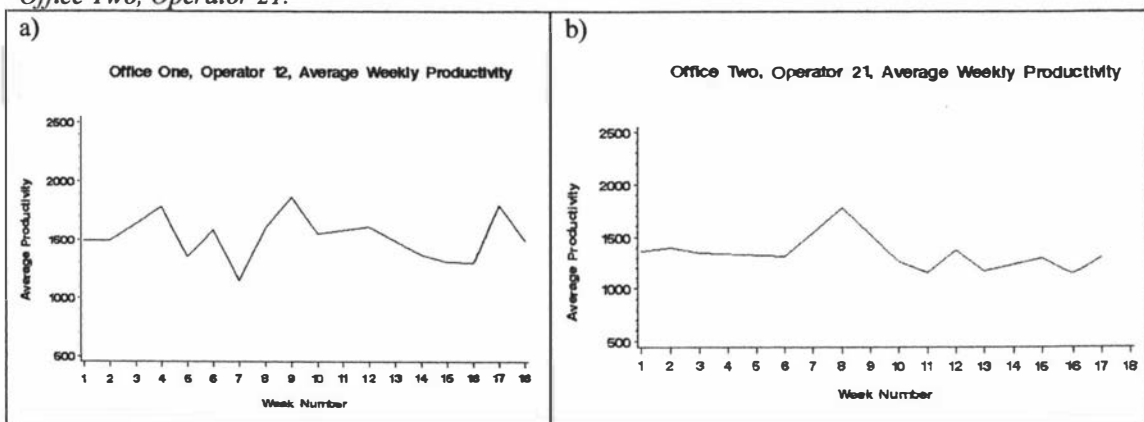 Office Two, Operator 21.
a)
Office One, Operator 12, Average Weekly Productivity
2500
2000
1500
1000
500
Average Productivity
1 2 3 4 5 6 7 8 9 10 11 12 13 14 15 16 17 18
Week Number
b)
Office Two, Operator 21, Average Weekly Productivity
2500
2000
1500
1000
500
Average Productivity
1 2 3 4 5 6 7 8 9 10 11 12 13 14 15 16 17 18
Week Number